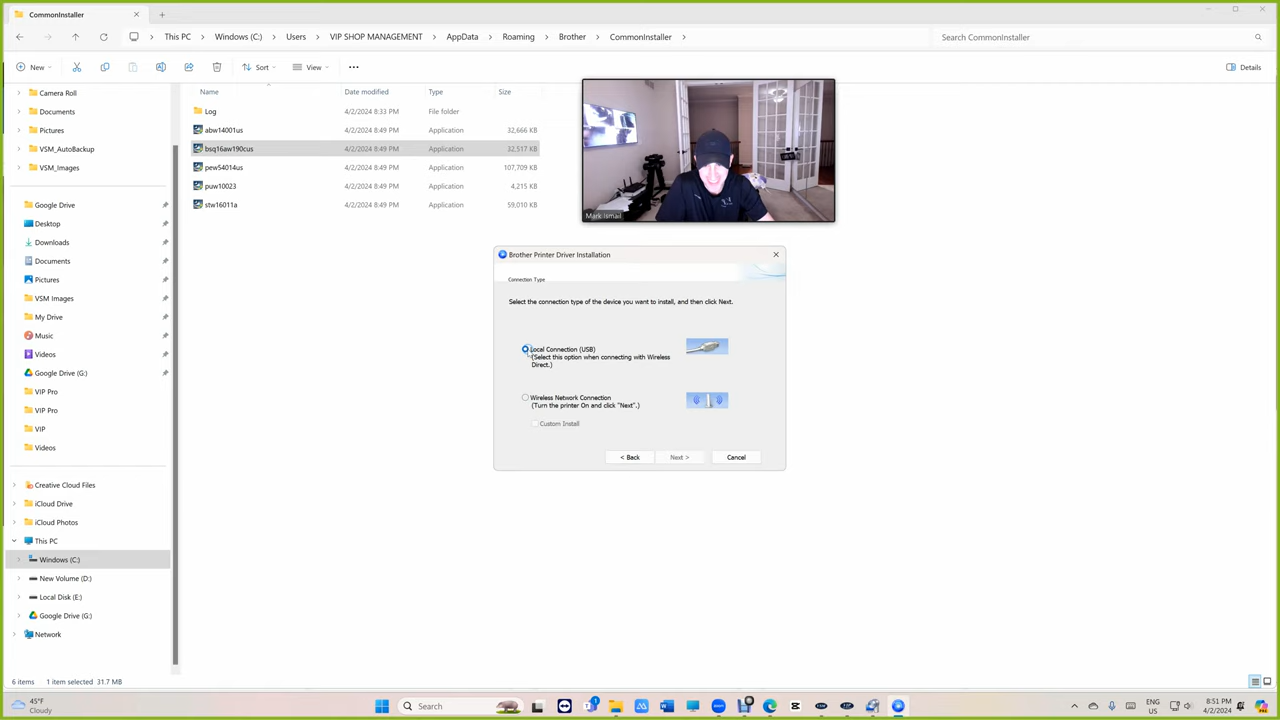 CommonInstaller
This PC > Windows (C:) > Users > VIP SHOP MANAGEMENT > AppData > Roaming > Brother > CommonInstaller >
Search CommonInstaller
New
Sort
View
Details
Camera Roll
Documents
Pictures
VSM_AutoBackup
VSM_Images
Google Drive
Desktop
Downloads
Documents
Pictures
VSM Images
My Drive
Music
Videos
Google Drive (G:)
VIP Pro
VIP Pro
VIP
Videos
Creative Cloud Files
iCloud Drive
iCloud Photos
This PC
Windows (C:)
New Volume (D:)
Local Disk (E:)
Google Drive (G:)
Network
Name Date modified Type Size
Log 4/2/2024 8:33 PM File folder
abw14001us 4/2/2024 8:49 PM Application 32,666 KB
bsq16aw190cus 4/2/2024 8:49 PM Application 32,517 KB
pew54014us 4/2/2024 8:49 PM Application 107,709 KB
puw10023 4/2/2024 8:49 PM Application 4,215 KB
stw16011a 4/2/2024 8:49 PM Application 59,010 KB
Mark Ismail
Brother Printer Driver Installation
Connection Type
Select the connection type of the device you want to install, and then click Next.
Local Connection (USB)
(Select this option when connecting with Wireless
Direct.)
Wireless Network Connection
(Turn the printer On and click "Next".)
Custom Install
< Back
Next >
Cancel
6 items
1 item selected 31.7 MB
45°F
Cloudy
Search
ENG
US
8:51 PM
4/2/2024